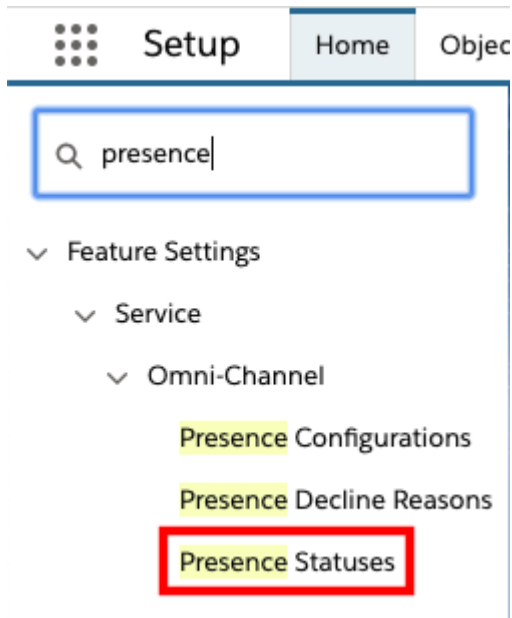 Setup Home Objec
presence
Feature Settings
Service
Omni-Channel
Presence Configurations
Presence Decline Reasons
Presence Statuses